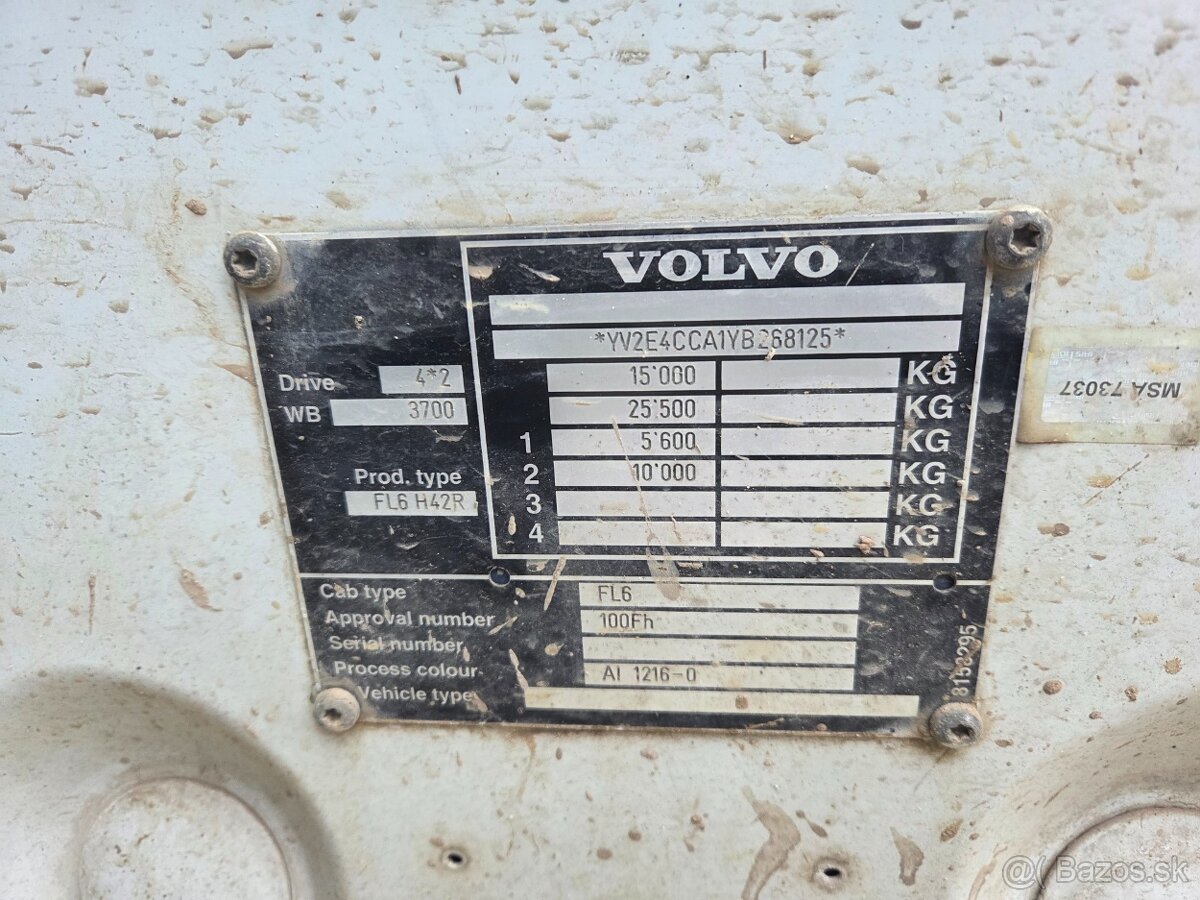 VOLVO
*YV2E4CCA1YB268125*
Drive 4*2
WB 3700
Prod. type
FL6 H42R
15'000 KG
25'500 KG
1 5'600 KG
2 10'000 KG
3 KG
4 KG
Cab type FL6
Approval number 100Fh
Serial number
Process colour AI 1216-0
Vehicle type
8153295
MSA 73037
@( Bazos.sk